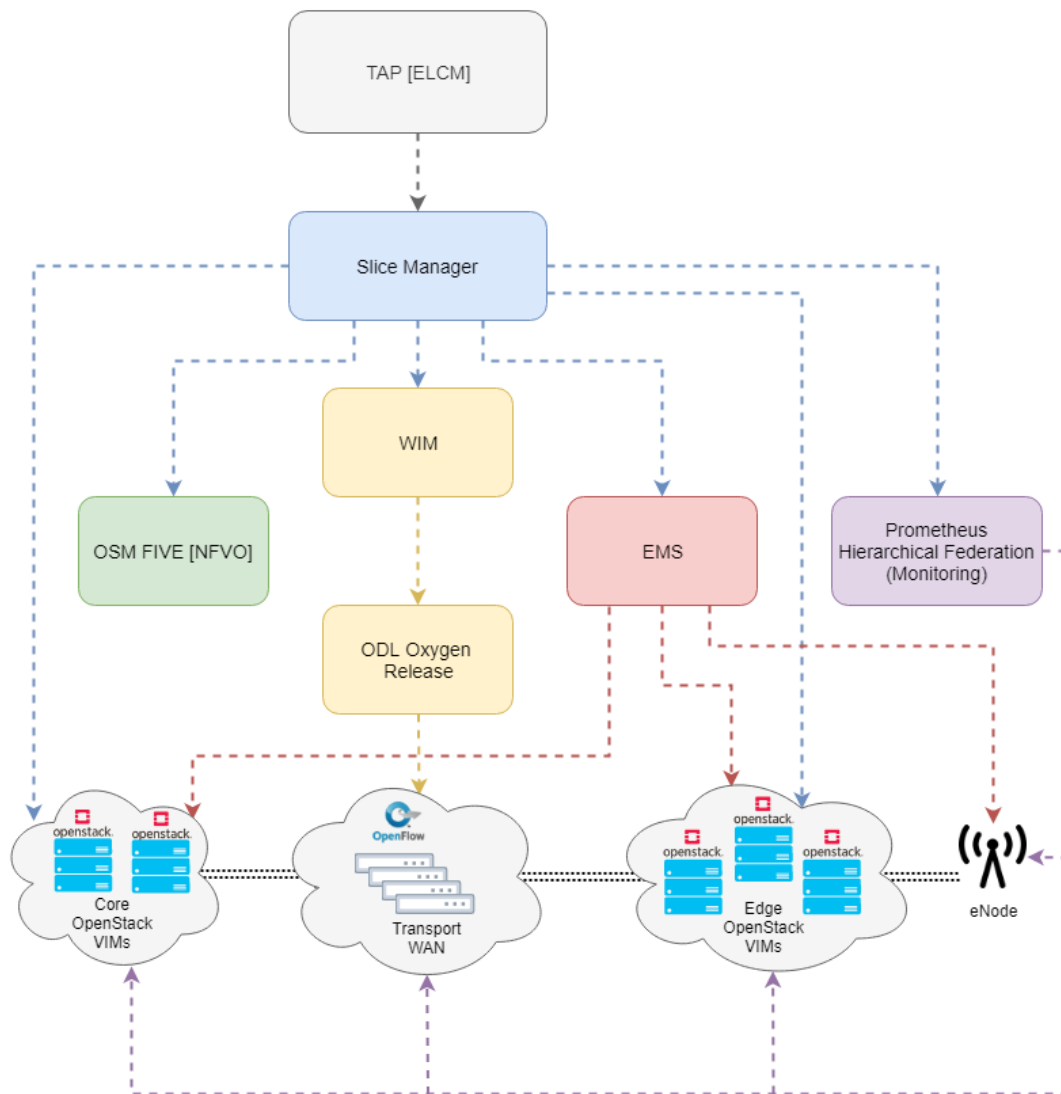 TAP [ELCM]
Slice Manager
WIM
OSM FIVE [NFVO]
EMS
Prometheus
Hierarchical Federation
(Monitoring)
ODL Oxygen
Release
openstack.
openstack.
Core
OpenStack
VIMs
OpenFlow
Transport
WAN
openstack.
openstack.
openstack.
Edge
OpenStack
VIMs
eNode